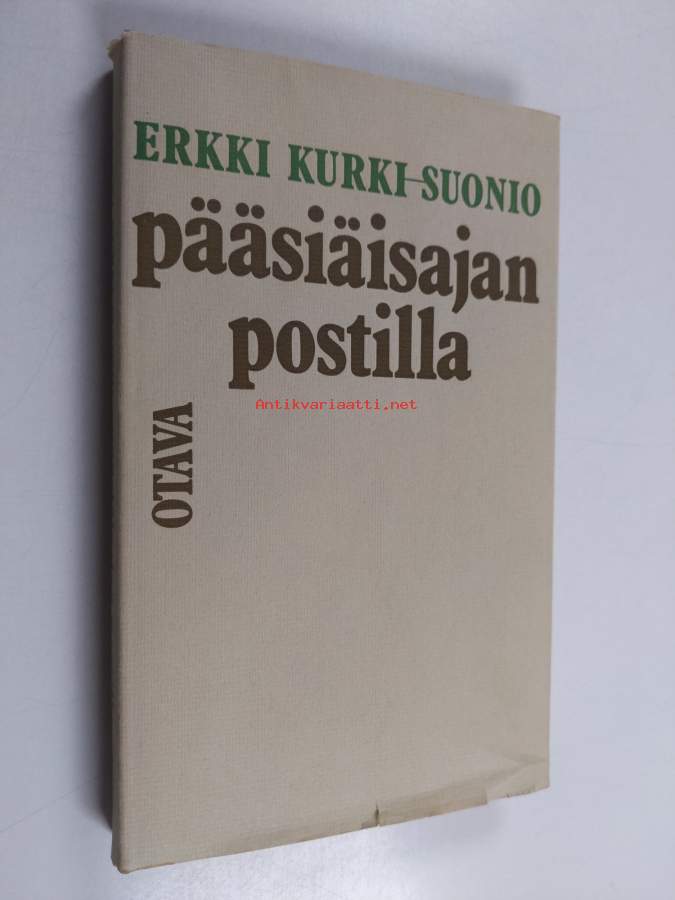 ERKKI KURKI-SUONIO
pääsiäisajan
postilla
Antikvariaatti.net
OTAVA